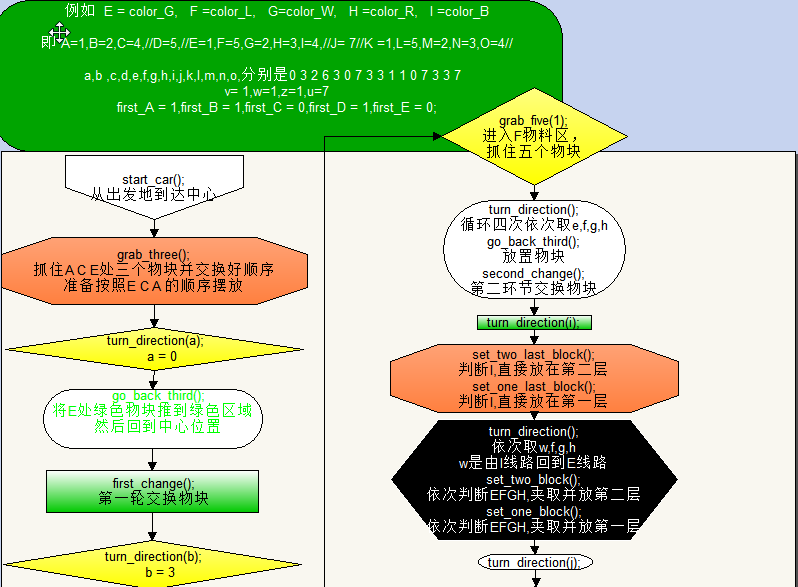 例如 E = color_G, F =color_L, G=color_W, H =color_R, I =color_B
即 A=1,B=2,C=4,//D=5,//E=1,F=5,G=2,H=3,I=4,//J= 7//K =1,L=5,M=2,N=3,O=4//
a,b ,c,d,e,f,g,h,i,j,k,l,m,n,o,分别是0 3 2 6 3 0 7 3 3 1 1 0 7 3 3 7
v= 1,w=1,z=1,u=7
first_A = 1,first_B = 1,first_C = 0,first_D = 1,first_E = 0;
start_car();
从出发地到达中心
grab_three();
抓住A C E处三个物块并交换好顺序
准备按照E C A 的顺序摆放
turn_direction(a);
a = 0
go_back_third();
将E处绿色物块推到绿色区域
然后回到中心位置
first_change();
第一轮交换物块
turn_direction(b);
b = 3
grab_five(1);
进入F物料区，
抓住五个物块
turn_direction();
循环四次依次取e,f,g,h
go_back_third();
放置物块
second_change();
第二环节交换物块
turn_direction(i);
set_two_last_block();
判断I,直接放在第二层
set_one_last_block();
判断I,直接放在第一层
turn_direction();
依次取w,f,g,h
w是由I线路回到E线路
set_two_block();
依次判断EFGH,夹取并放第二层
set_one_block();
依次判断EFGH,夹取并放第一层
turn_direction(j);